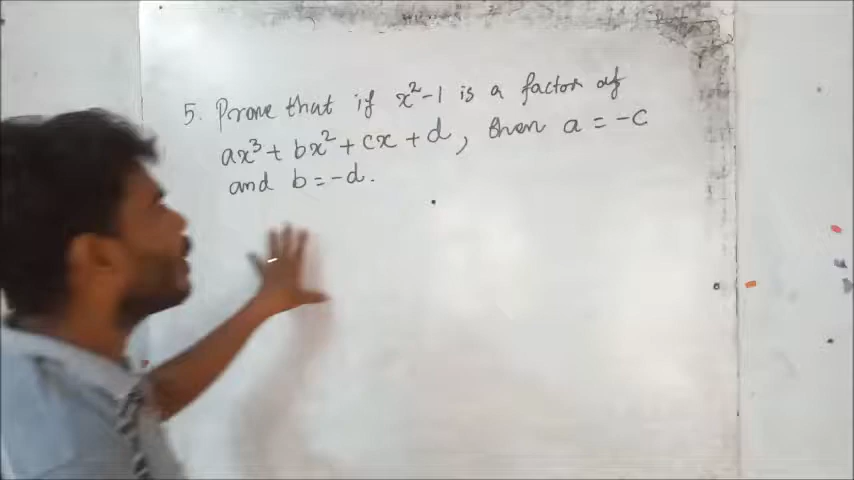 5. Prove that if x²-1 is a factor of
ax³ + bx² + cx + d, then a = -c
and b = -d.